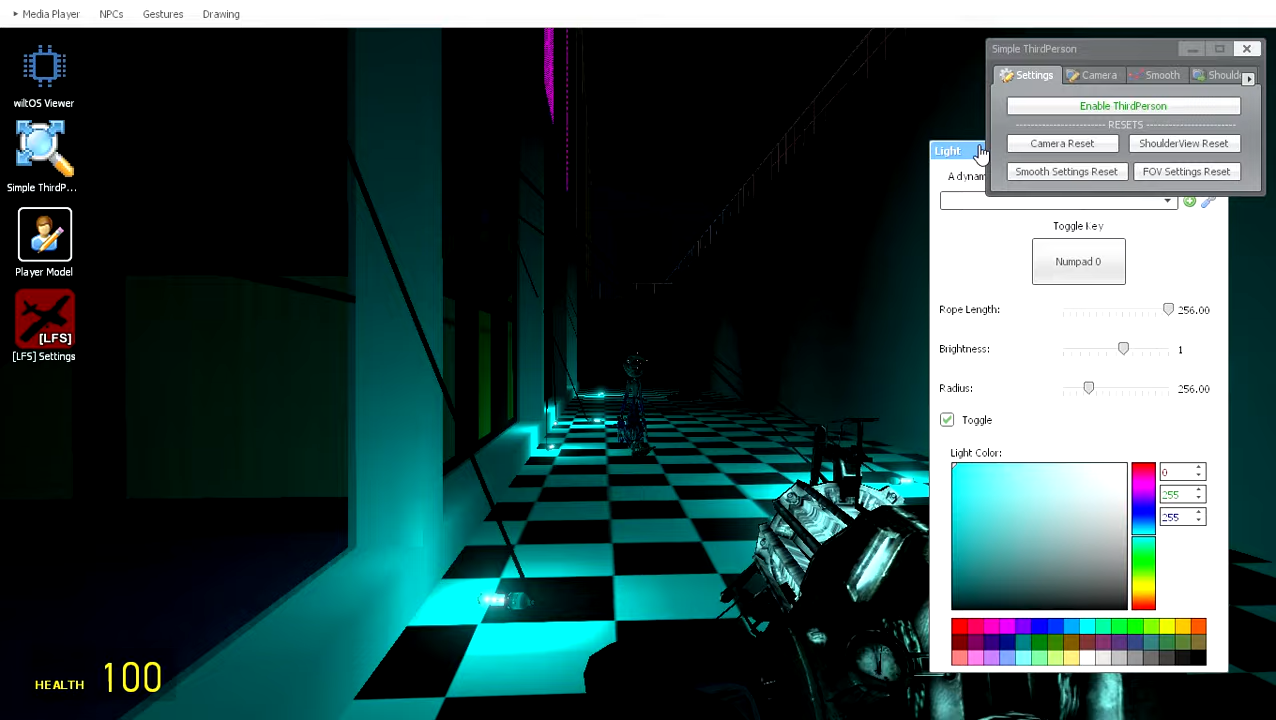 Media Player NPCs Gestures Drawing
wiltOS Viewer
Simple ThirdP...
Player Model
[LFS]
[LFS] Settings
HEALTH 100
Simple ThirdPerson
Settings Camera Smooth Should
Enable ThirdPerson
RESETS
Camera Reset ShoulderView Reset
Smooth Settings Reset FOV Settings Reset
Light
A dynam
Toggle Key
Numpad 0
Rope Length: 256.00
Brightness: 1
Radius: 256.00
Toggle
Light Color:
0
255
255